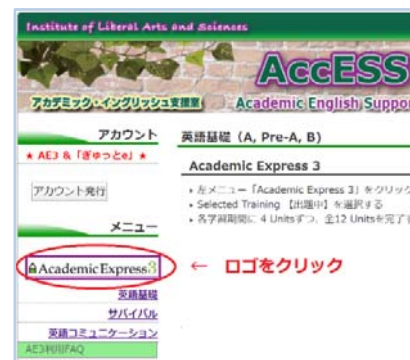 Institute of Liberal Arts and Sciences
AccESS
アカデミック・イングリッシュ支援室 Academic English Suppor
アカウント
★ AE3 & 「ぎゅっとe」 ★
アカウント発行
メニュー
AcademicExpress3
英語基礎
サバイバル
英語コミュニケーション
AE3利用FAQ
英語基礎（A, Pre-A, B）
Academic Express 3
左メニュー「Academic Express 3」をクリック
Selected Training 【出題中】を選択する
各学習期間に 4 Unitsずつ、全12 Unitsを完了す
← ロゴをクリック